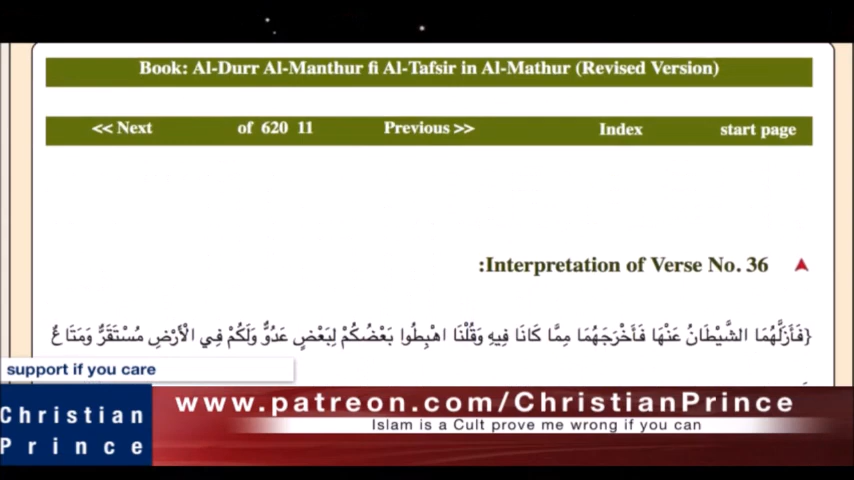 Book: Al-Durr Al-Manthur fi Al-Tafsir in Al-Mathur (Revised Version)
<< Next of 620 11 Previous >> Index start page
:Interpretation of Verse No. 36
{فَأَزَلَّهُمَا الشَّيْطَانُ عَنْهَا فَأَخْرَجَهُمَا مِمَّا كَانَا فِيهِ وَقُلْنَا اهْبِطُوا بَعْضُكُمْ لِبَعْضٍ عَدُوٌّ وَلَكُمْ فِي الْأَرْضِ مُسْتَقَرٌّ وَمَتَاعٌ
support if you care
Christian
Prince
www.patreon.com/ChristianPrince
Islam is a Cult prove me wrong if you can